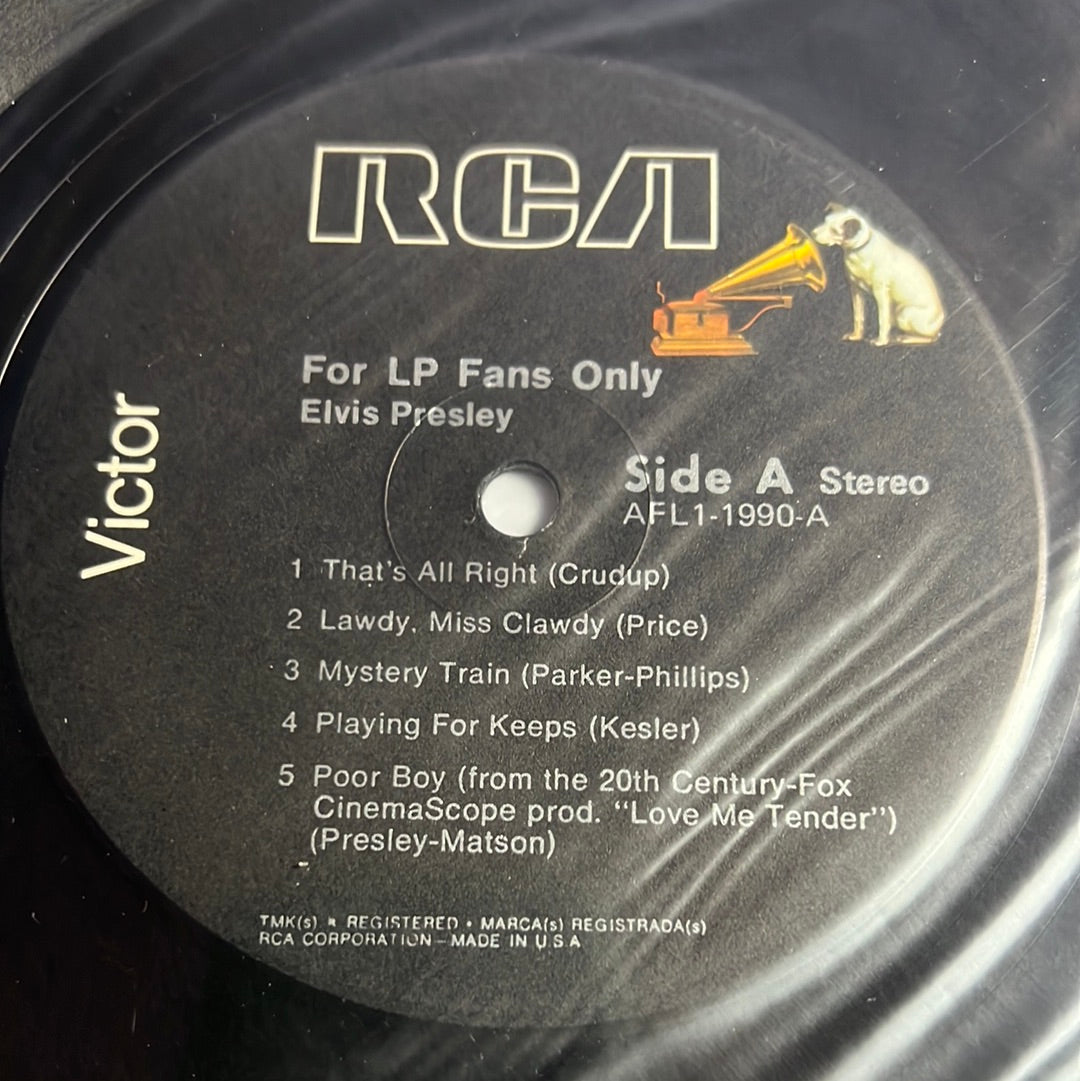 RCA
Victor
For LP Fans Only
Elvis Presley
Side A Stereo
AFL1-1990-A
1 That's All Right (Crudup)
2 Lawdy, Miss Clawdy (Price)
3 Mystery Train (Parker-Phillips)
4 Playing For Keeps (Kesler)
5 Poor Boy (from the 20th Century-Fox
CinemaScope prod. "Love Me Tender")
(Presley-Matson)
TMK(s) ® REGISTERED • MARCA(s) REGISTRADA(s)
RCA CORPORATION – MADE IN U.S.A